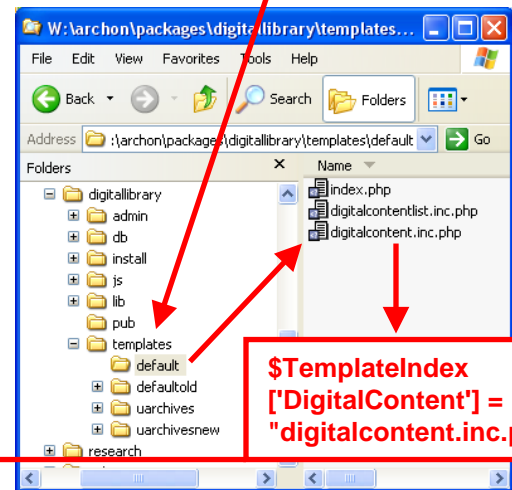 W:\archon\packages\digitallibrary\templates...
File Edit View Favorites Tools Help
Back Search Folders
Address :\archon\packages\digitallibrary\templates\default Go
Folders x Name
digitallibrary
admin
db
install
js
lib
pub
templates
default
defaultold
uarchives
uarchivesnew
research
index.php
digitalcontentlist.inc.php
digitalcontent.inc.php
$TemplateIndex
['DigitalContent'] =
"digitalcontent.inc.p